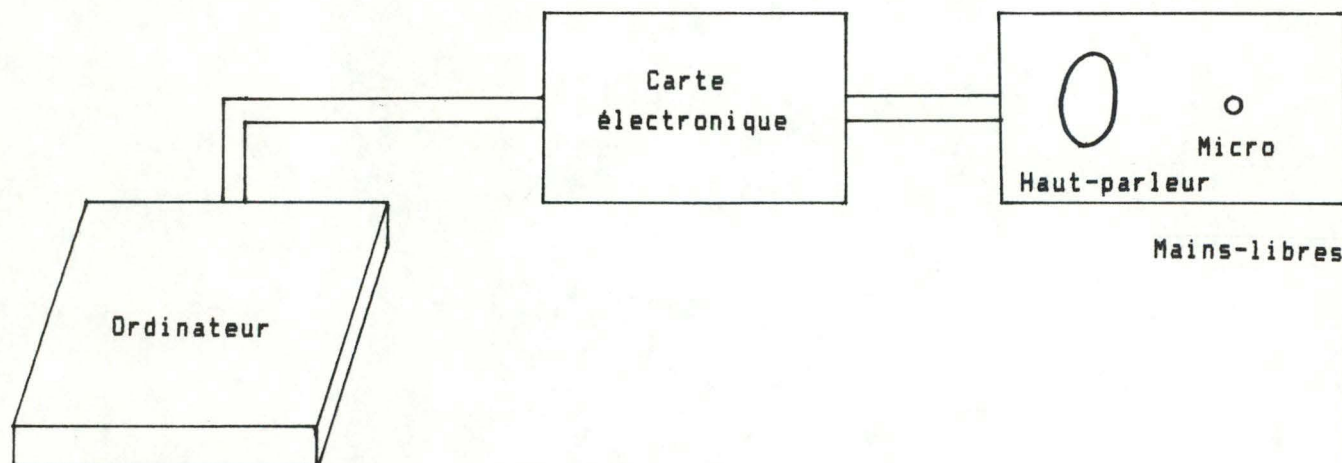 Carte
électronique
Micro
Haut-parleur
Mains-libres
Ordinateur